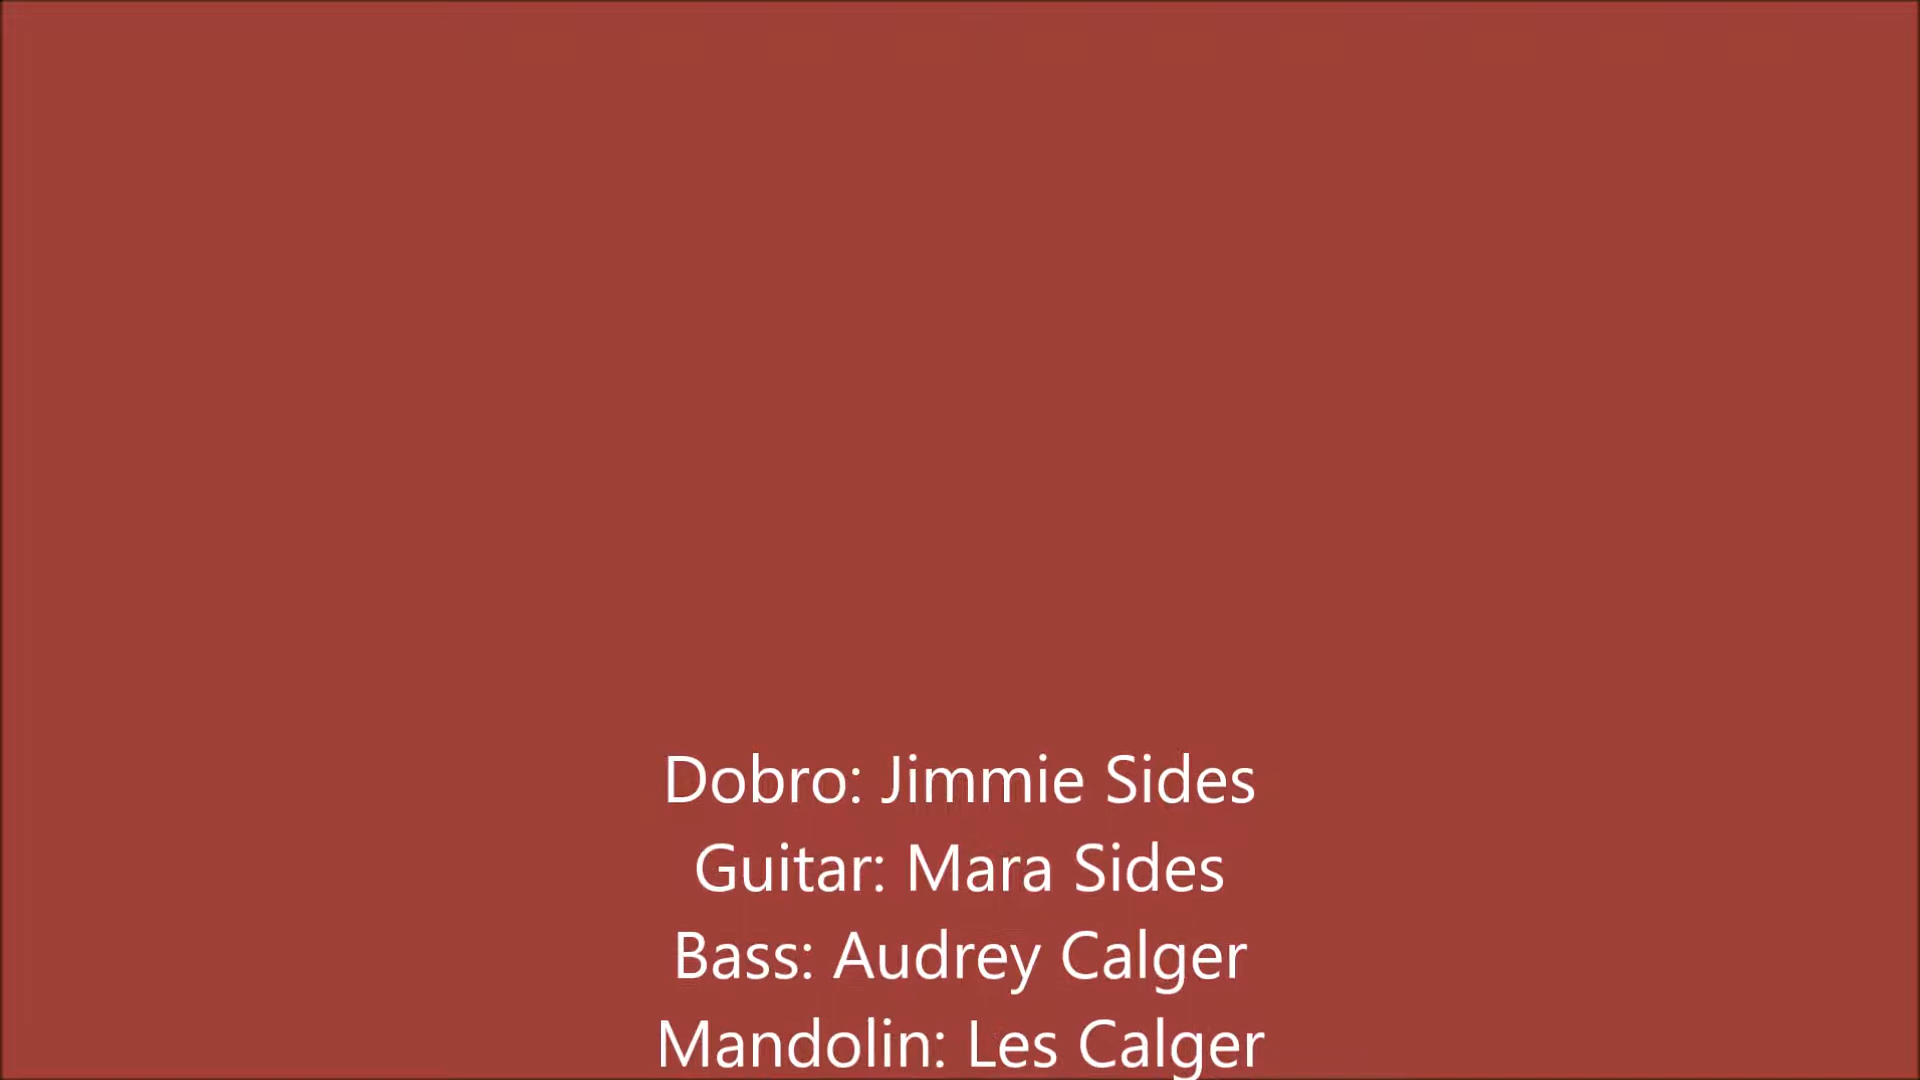 Dobro: Jimmie Sides
Guitar: Mara Sides
Bass: Audrey Calger
Mandolin: Les Calger